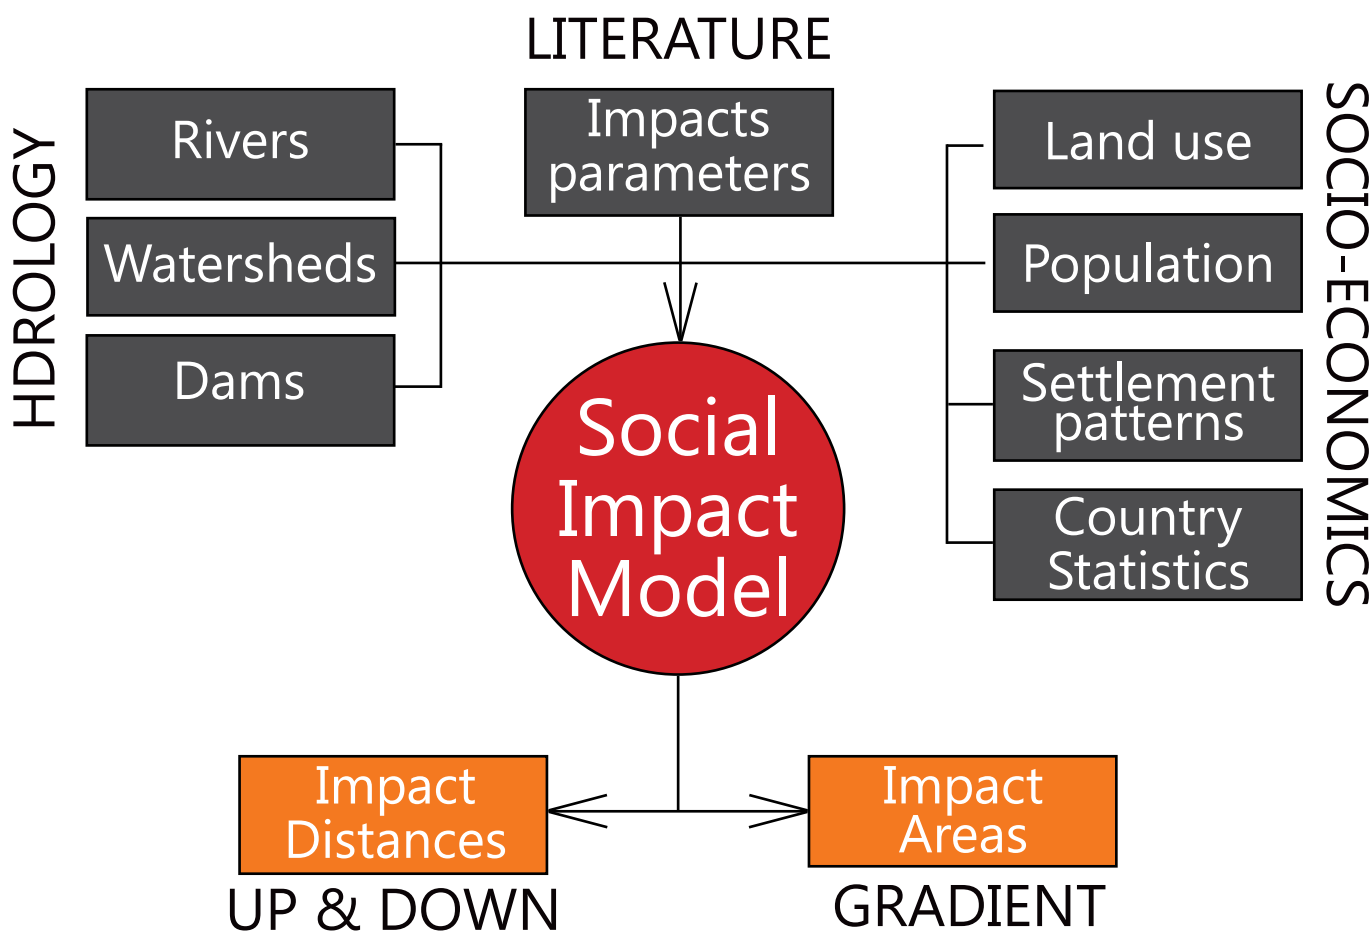 LITERATURE
Impacts
parameters
HDROLOGY
Rivers
Watersheds
Dams
SOCIO-ECONOMICS
Land use
Population
Settlement
patterns
Country
Statistics
Social
Impact
Model
Impact
Distances
UP & DOWN
Impact
Areas
GRADIENT